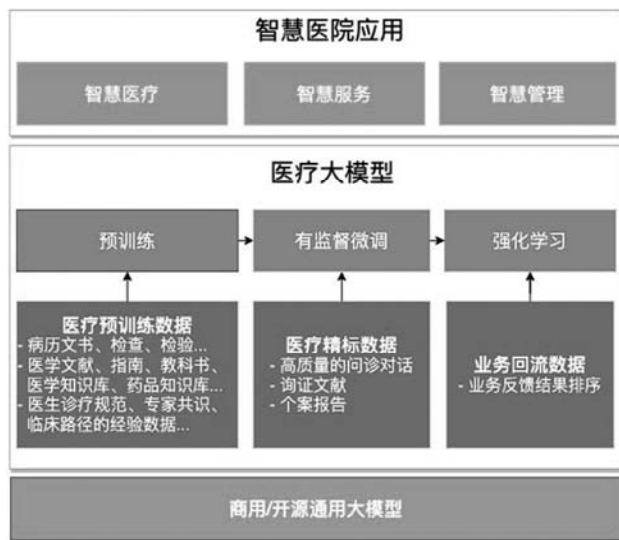 智慧医院应用
智慧医疗
智慧服务
智慧管理
医疗大模型
预训练
有监督微调
强化学习
医疗预训练数据
- 病历文书、检查、检验...
- 医学文献、指南、教科书、
医学知识库、药品知识库...
- 医生诊疗规范、专家共识、
临床路径的经验数据...
医疗精标数据
- 高质量的问诊对话
- 询证文献
- 个案报告
业务回流数据
- 业务反馈结果排序
商用/开源通用大模型